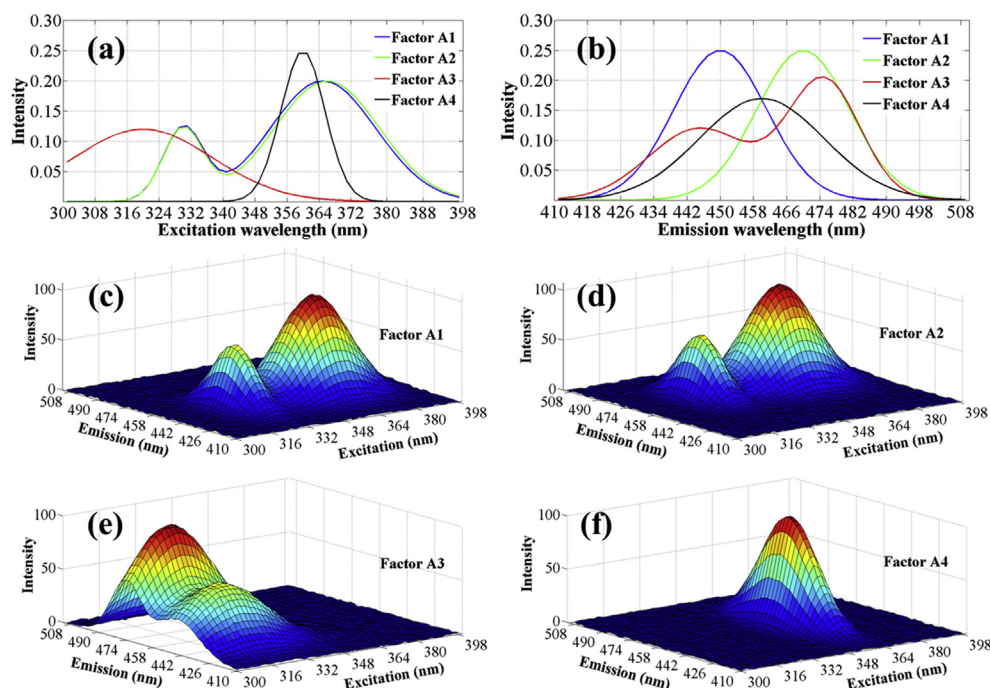 (a)
Intensity
0.30
0.25
0.20
0.15
0.10
0.05
Factor A1
Factor A2
Factor A3
Factor A4
300 308 316 324 332 340 348 356 364 372 380 388 398
Excitation wavelength (nm)
(b)
Intesity
0.30
0.25
0.20
0.15
0.10
0.05
Factor A1
Factor A2
Factor A3
Factor A4
410 418 426 434 442 450 458 466 474 482 490 498 508
Emission wavelength (nm)
(c)
Intensity
100
50
0
Factor A1
508 490 474 458 442 426 410
Emission (nm)
300 316 332 348 364 380 398
Excitation (nm)
(d)
Intensity
100
50
0
Factor A2
508 490 474 458 442 426 410
Emission (nm)
300 316 332 348 364 380 398
Excitation (nm)
(e)
Intensity
100
50
0
Factor A3
508 490 474 458 442 426 410
Emission (nm)
300 316 332 348 364 380 398
Excitation (nm)
(f)
Intensity
100
50
0
Factor A4
508 490 474 458 442 426 410
Emission (nm)
300 316 332 348 364 380 398
Excitation (nm)